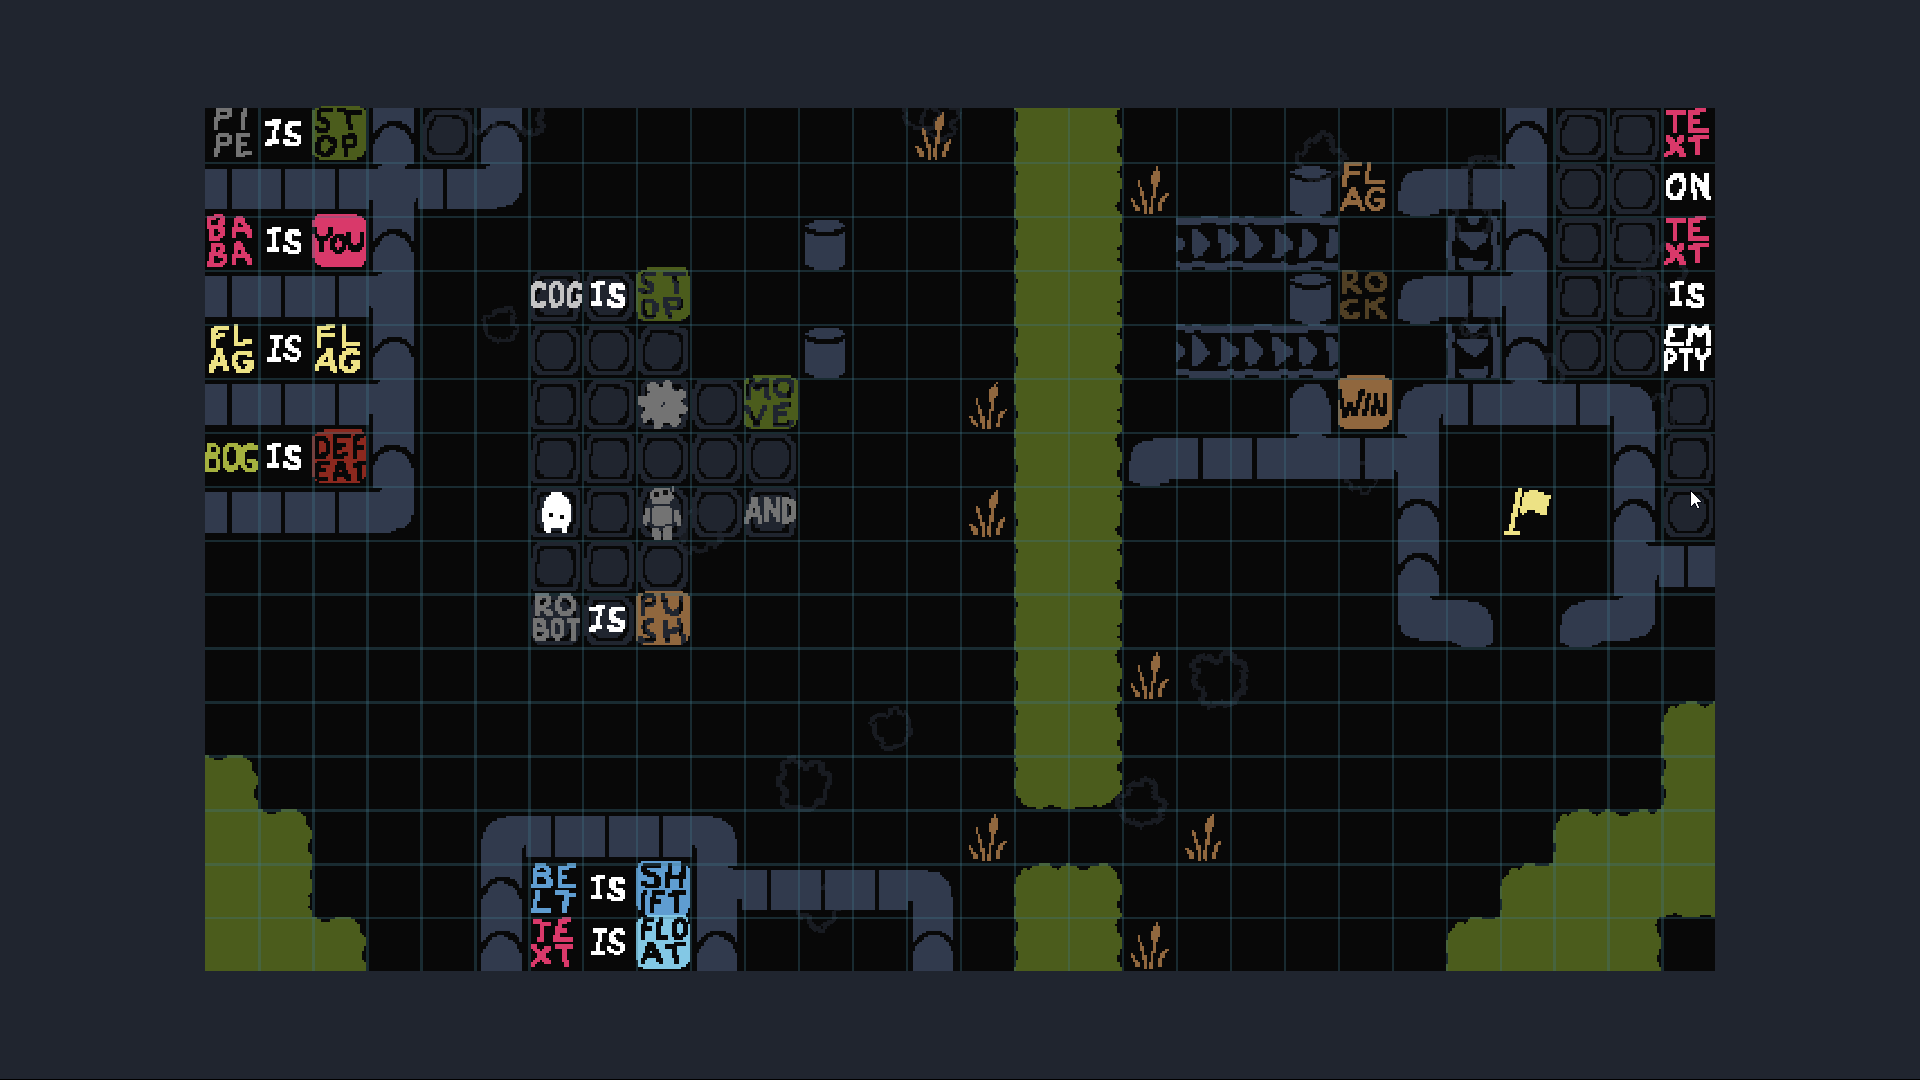 PIPE IS STOP
TEXT
FLAG
ON
BABA IS YOU
TEXT
COG IS STOP
ROCK
IS
FLAG IS FLAG
EMPTY
MOVE
WIN
BOG IS DEFEAT
AND
ROBOT IS PUSH
BELT IS SHIFT
TEXT IS FLOAT